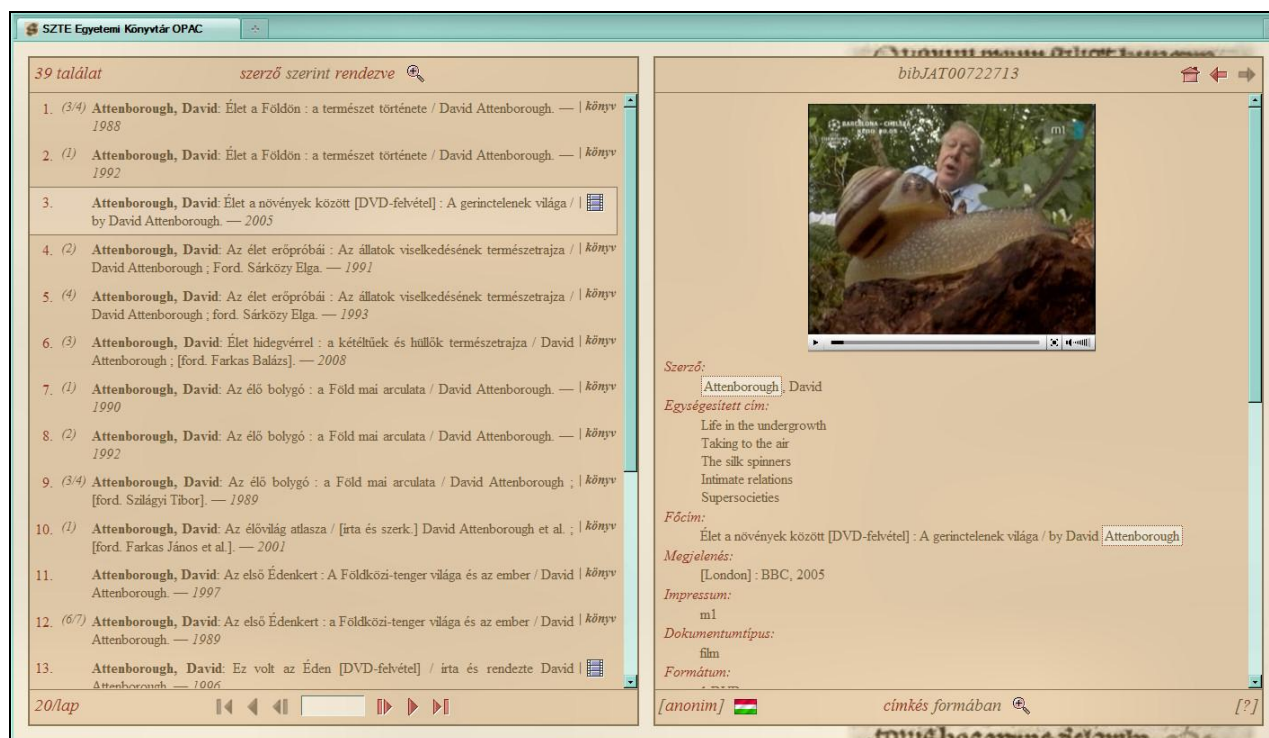 SZTE Egyetemi Könyvtár OPAC
39 találat
szerző szerint rendezve
1. (3/4) Attenborough, David: Élet a Földön : a természet története / David Attenborough. — | könyv
1988
2. (1) Attenborough, David: Élet a Földön : a természet története / David Attenborough. — | könyv
1992
3. Attenborough, David: Élet a növények között [DVD-felvétel] : A gerinctelenek világa / |
by David Attenborough. — 2005
4. (2) Attenborough, David: Az élet erőpróbái : Az állatok viselkedésének természetrajza / | könyv
David Attenborough ; Ford. Sárközy Elga. — 1991
5. (4) Attenborough, David: Az élet erőpróbái : Az állatok viselkedésének természetrajza / | könyv
David Attenborough ; ford. Sárközy Elga. — 1993
6. (3) Attenborough, David: Élet hidegvérrel : a kétéltűek és hüllők természetrajza / David | könyv
Attenborough ; [ford. Farkas Balázs]. — 2008
7. (1) Attenborough, David: Az élő bolygó : a Föld mai arculata / David Attenborough. — | könyv
1990
8. (2) Attenborough, David: Az élő bolygó : a Föld mai arculata / David Attenborough. — | könyv
1992
9. (3/4) Attenborough, David: Az élő bolygó : a Föld mai arculata / David Attenborough ; | könyv
[ford. Szilágyi Tibor]. — 1989
10. (1) Attenborough, David: Az élővilág atlasza / [írta és szerk.] David Attenborough et al. ; | könyv
[ford. Farkas János et al.]. — 2001
11. Attenborough, David: Az első Édenkert : A Földközi-tenger világa és az ember / David | könyv
Attenborough. — 1997
12. (6/7) Attenborough, David: Az első Édenkert : a Földközi-tenger világa és az ember / David | könyv
Attenborough. — 1989
13. Attenborough, David: Ez volt az Éden [DVD-felvétel] / írta és rendezte David |
Attenborough. — 1996
20/lap
bibJAT00722713
BARCELONA - CHELSEA
m1
Szerző:
Attenborough, David
Egységesített cím:
Life in the undergrowth
Taking to the air
The silk spinners
Intimate relations
Supersocieties
Főcím:
Élet a növények között [DVD-felvétel] : A gerinctelenek világa / by David Attenborough
Megjelenés:
[London] : BBC, 2005
Impressum:
m1
Dokumentumtípus:
film
Formátum:
[anonim]
címkés formában
[?]